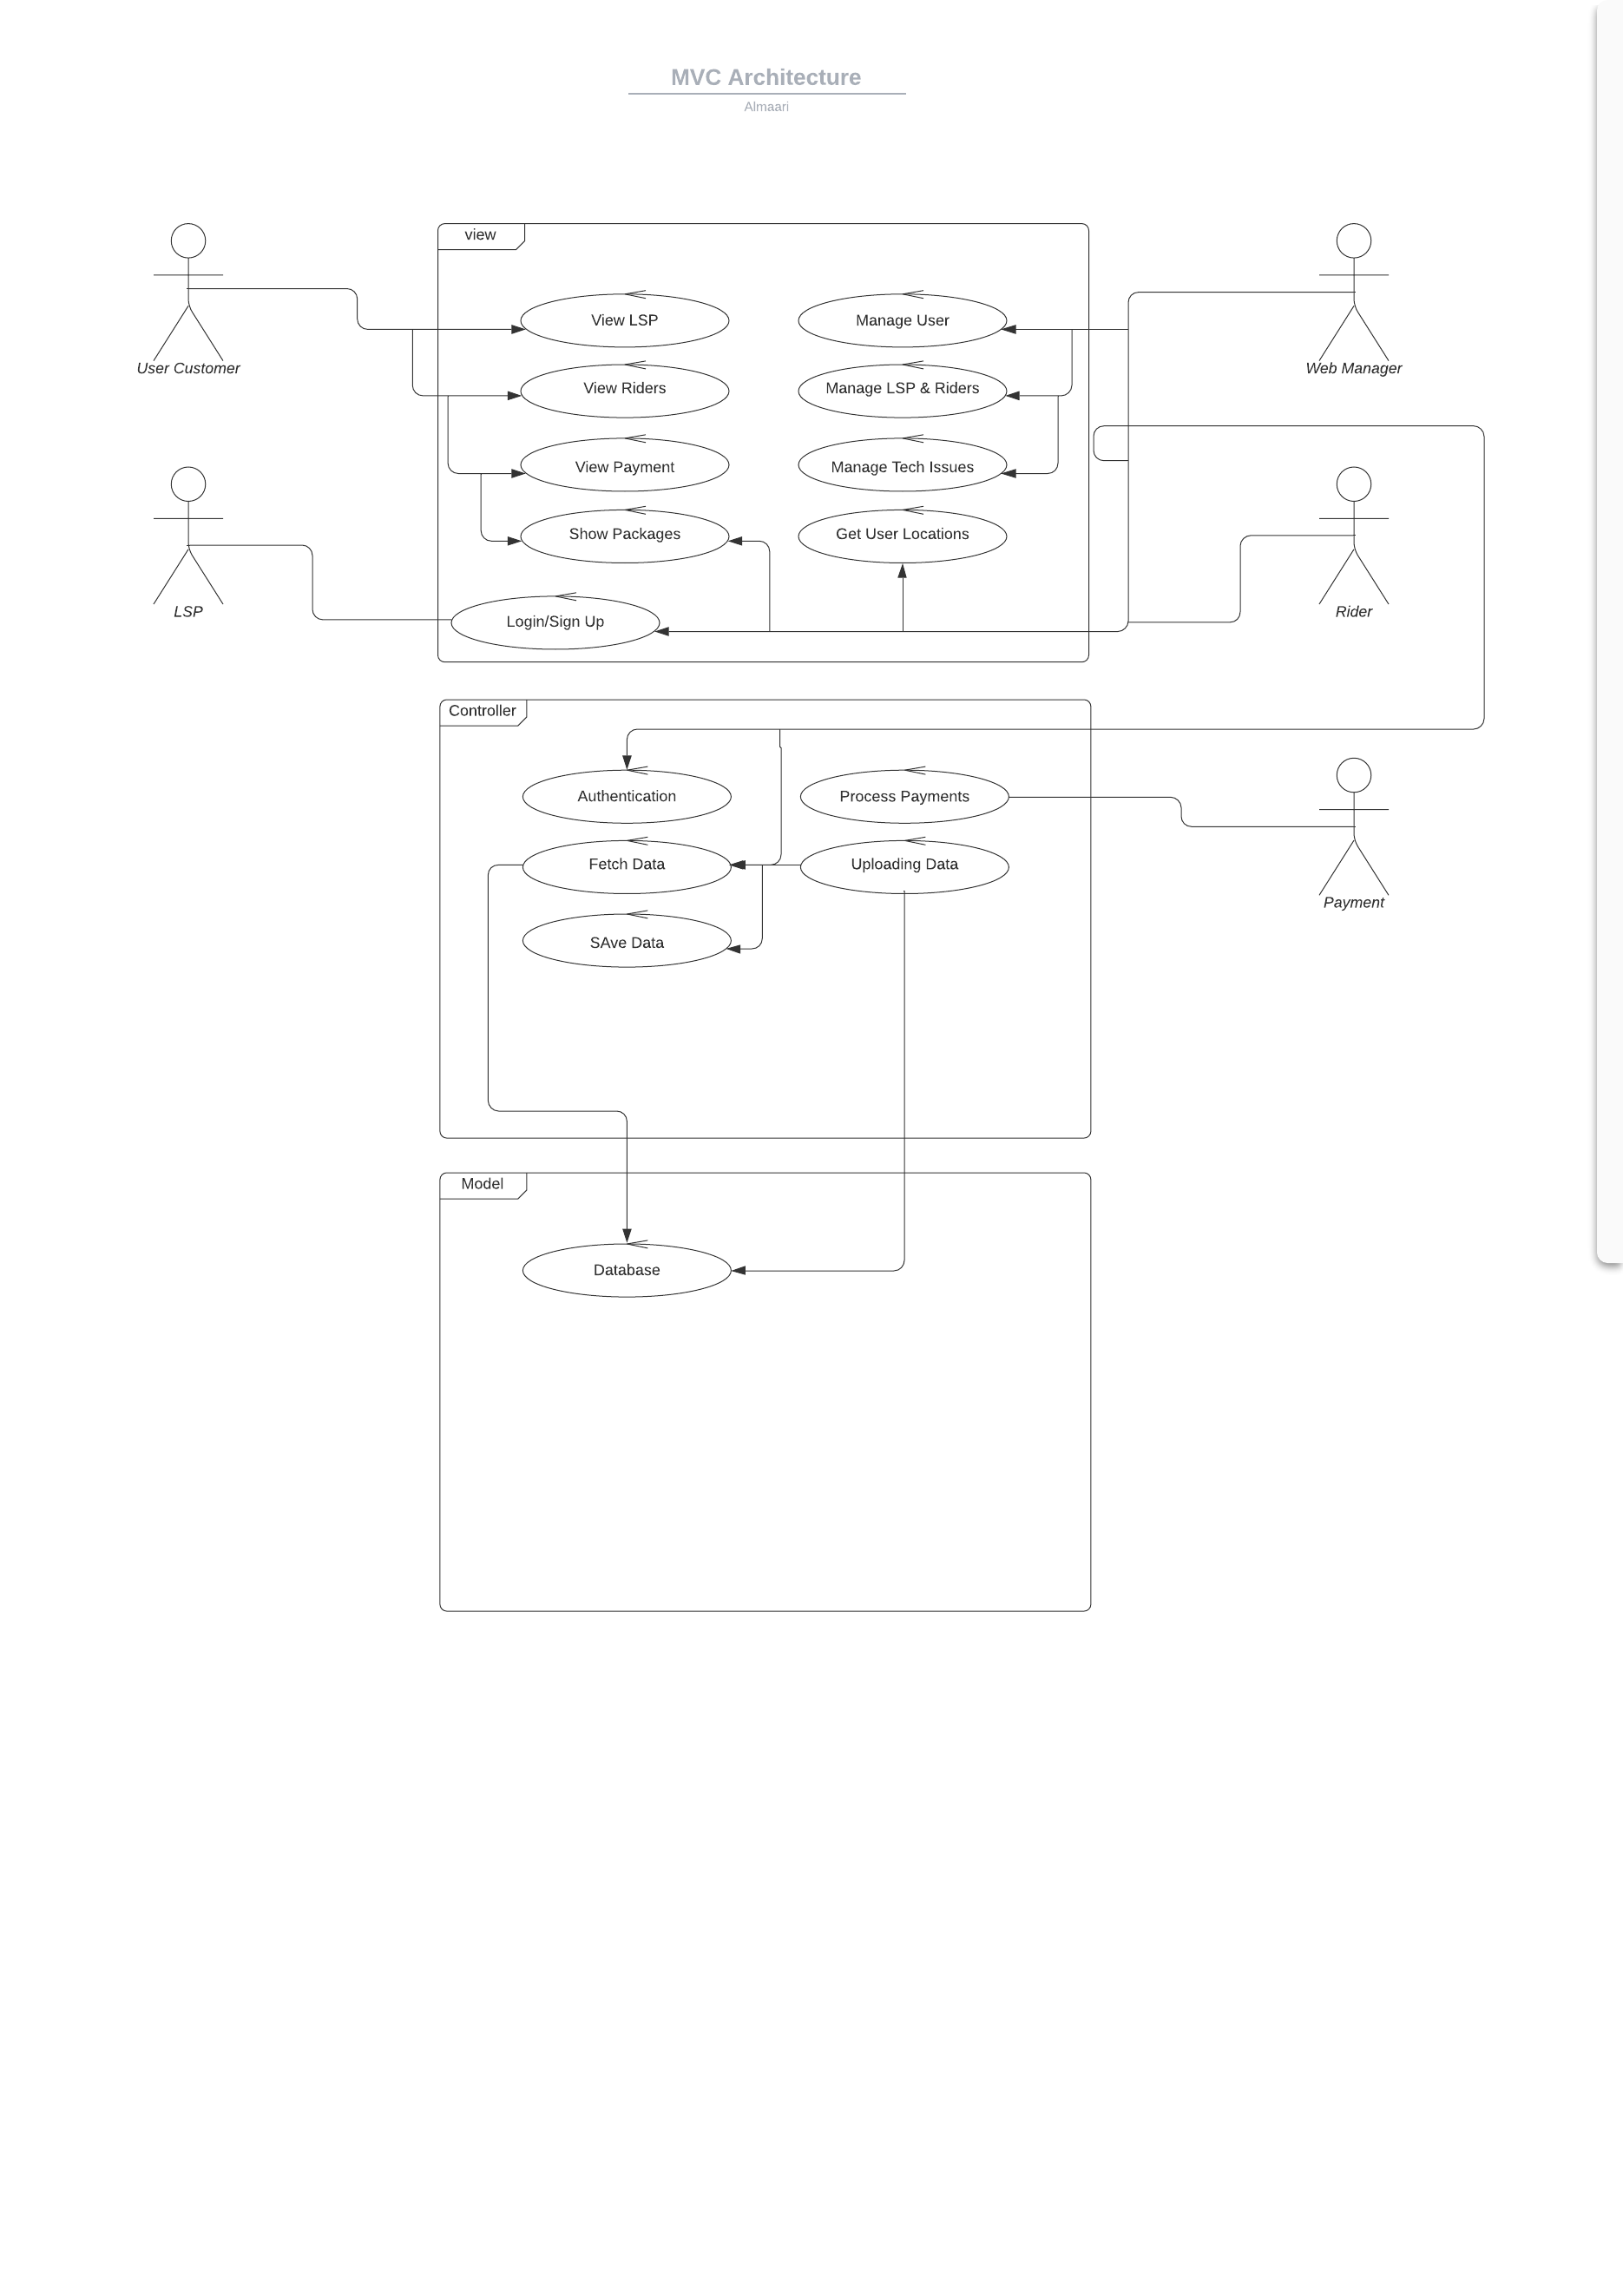 MVC Architecture
Almaari
view
View LSP
Manage User
User Customer
Web Manager
View Riders
Manage LSP & Riders
View Payment
Manage Tech Issues
Show Packages
Get User Locations
LSP
Rider
Login/Sign Up
Controller
Authentication
Process Payments
Fetch Data
Uploading Data
Payment
SAve Data
Model
Database